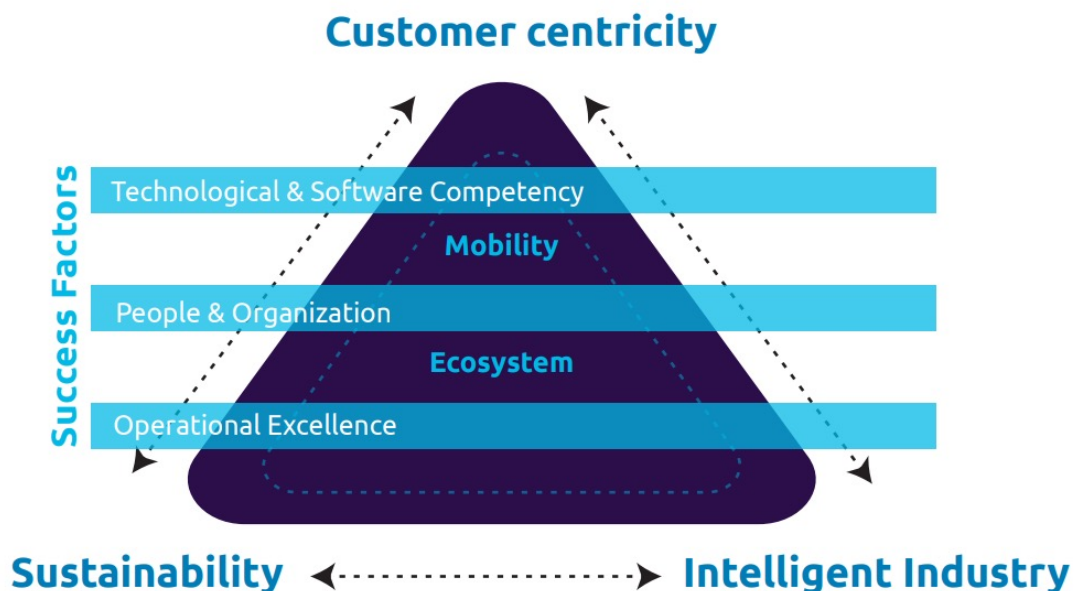 Customer centricity
Success Factors
Technological & Software Competency
Mobility
People & Organization
Ecosystem
Operational Excellence
Sustainability
Intelligent Industry